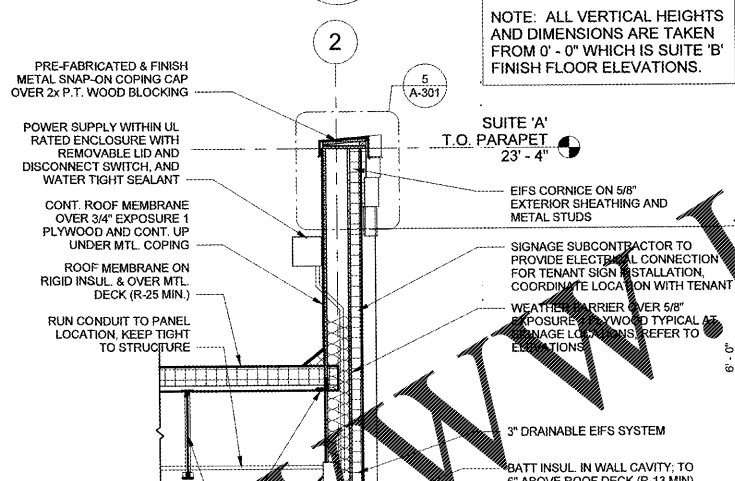 NOTE: ALL VERTICAL HEIGHTS
AND DIMENSIONS ARE TAKEN
FROM 0' - 0" WHICH IS SUITE 'B'
FINISH FLOOR ELEVATIONS.
2
5
A-301
PRE-FABRICATED & FINISH
METAL SNAP-ON COPING CAP
OVER 2x P.T. WOOD BLOCKING
POWER SUPPLY WITHIN UL
RATED ENCLOSURE WITH
REMOVABLE LID AND
DISCONNECT SWITCH, AND
WATER TIGHT SEALANT
CONT. ROOF MEMBRANE
OVER 3/4" EXPOSURE 1
PLYWOOD AND CONT. UP
UNDER MTL. COPING
ROOF MEMBRANE ON
RIGID INSUL. & OVER MTL.
DECK (R-25 MIN.)
RUN CONDUIT TO PANEL
LOCATION, KEEP TIGHT
TO STRUCTURE
SUITE 'A'
T.O. PARAPET
23' - 4"
EIFS CORNICE ON 5/8"
EXTERIOR SHEATHING AND
METAL STUDS
SIGNAGE SUBCONTRACTOR TO
PROVIDE ELECTRICAL CONNECTION
FOR TENANT SIGN INSTALLATION,
COORDINATE LOCATION WITH TENANT
WEATHER BARRIER OVER 5/8"
EXPOSURE 1 PLYWOOD TYPICAL AT
SIGNAGE LOCATIONS, REFER TO
ELEVATIONS
6' - 0"
3" DRAINABLE EIFS SYSTEM
BATT INSUL. IN WALL CAVITY; TO
6" ABOVE ROOF DECK (R-13 MIN)
WWW.